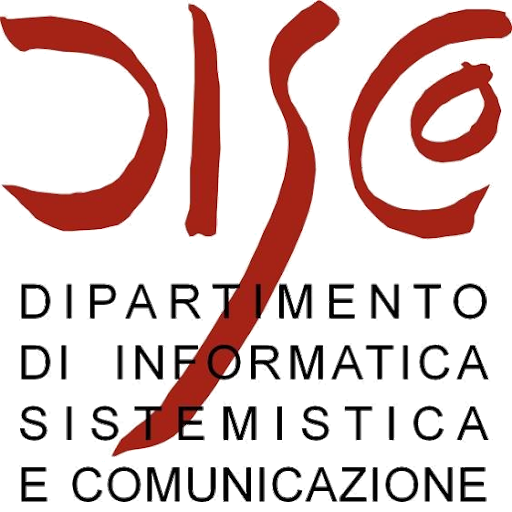 DISCo
DIPARTIMENTO
DI INFORMATICA
SISTEMISTICA
E COMUNICAZIONE